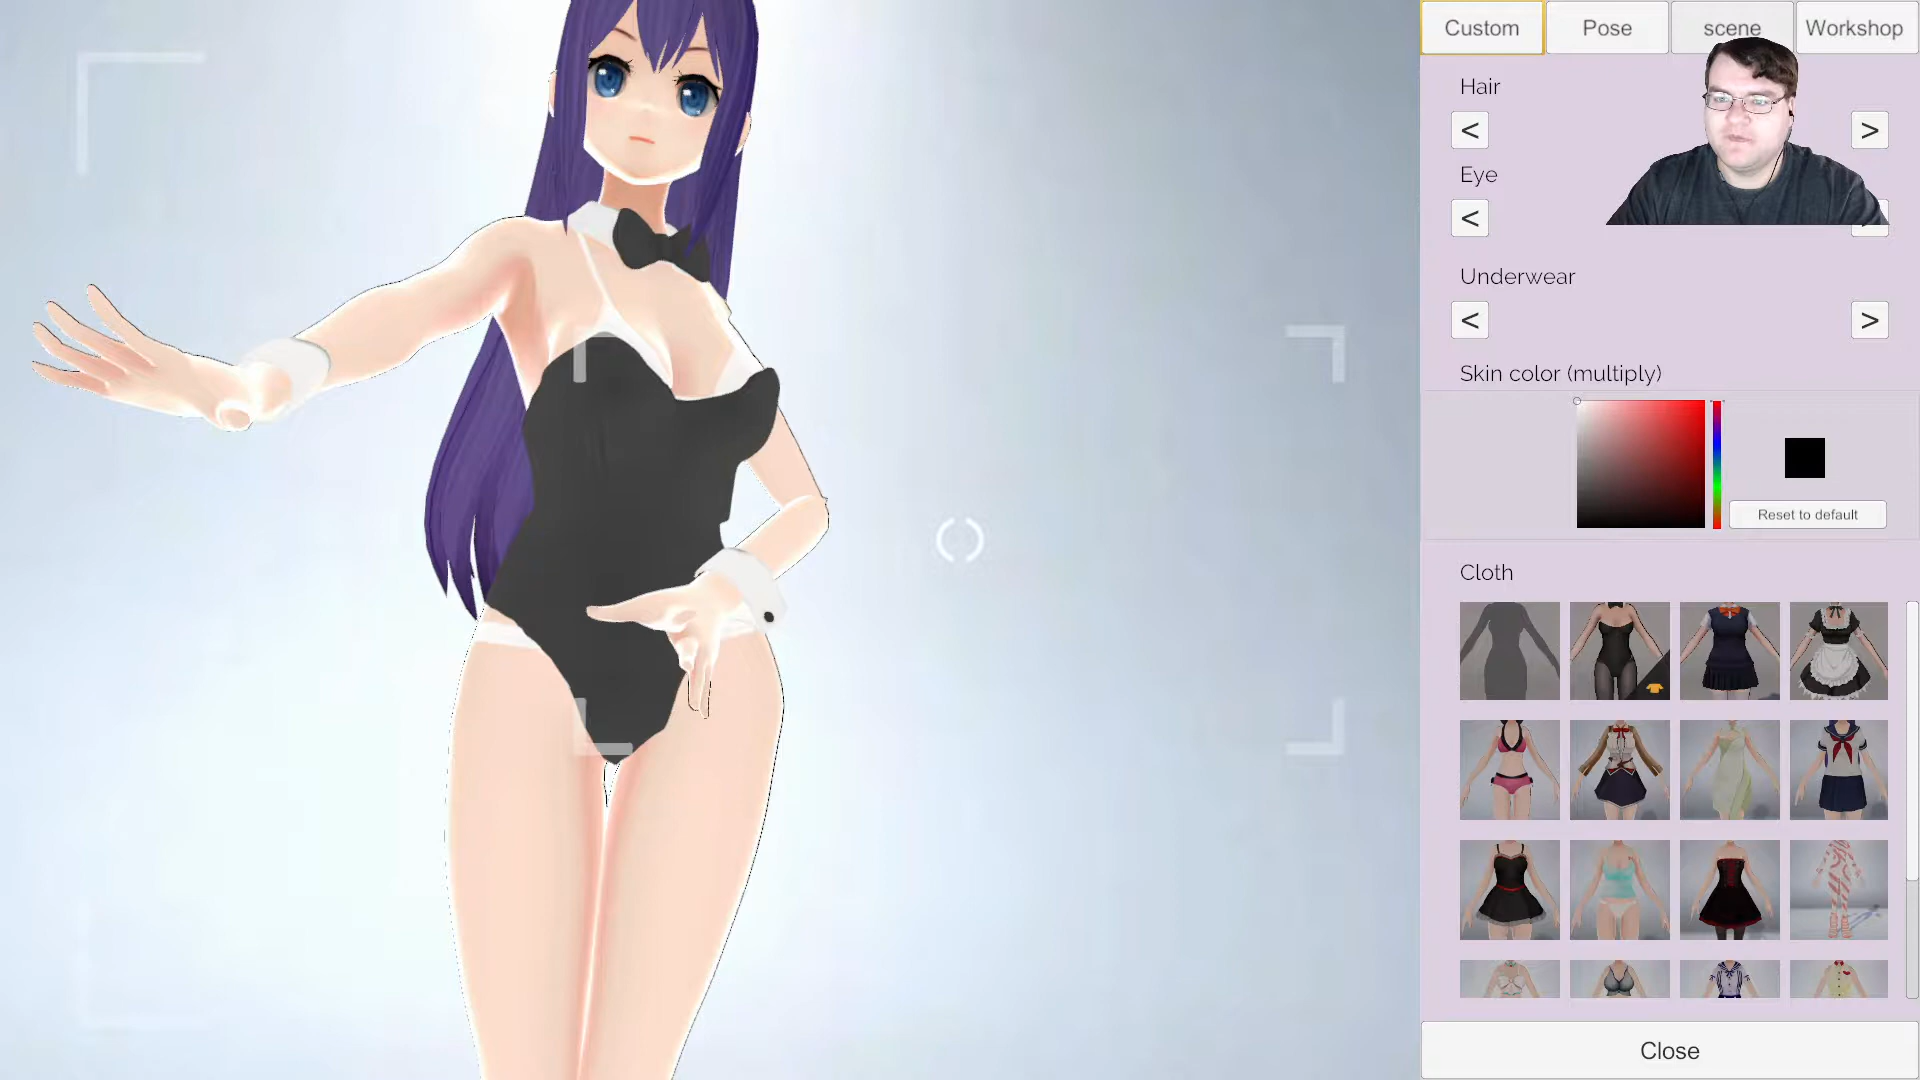 Custom Pose scene Workshop
Hair
< >
Eye
< >
Underwear
< >
Skin color (multiply)
Reset to default
Cloth
Close